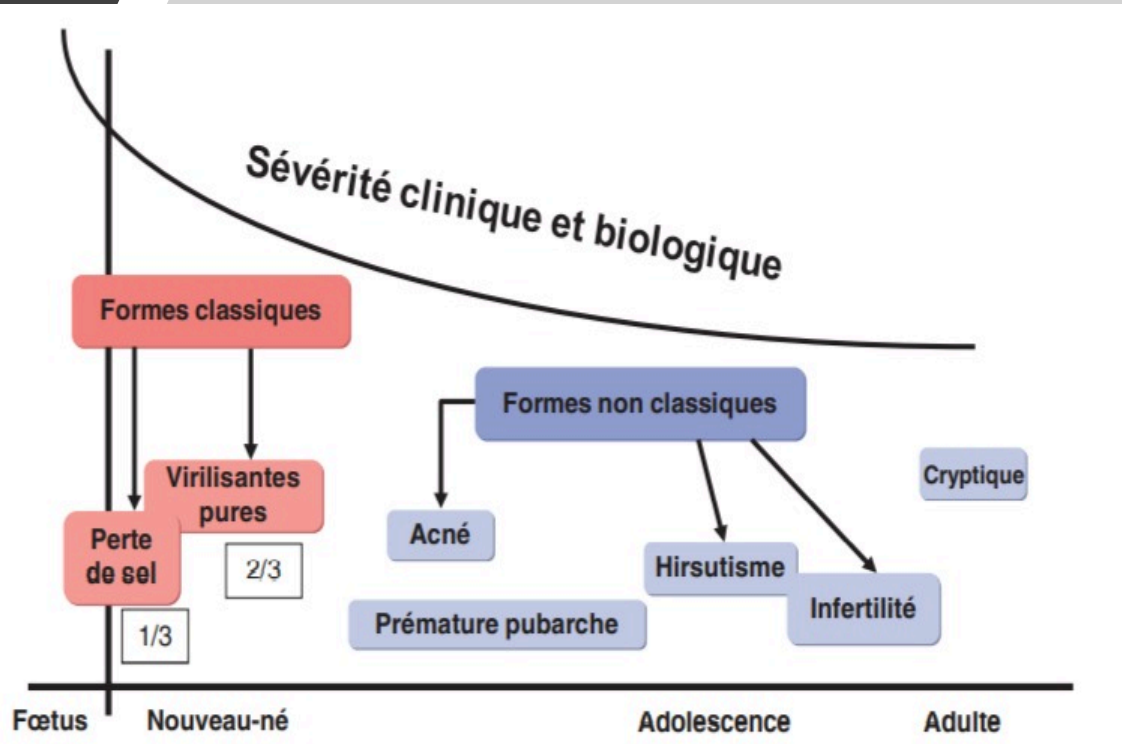 Sévérité clinique et biologique
Formes classiques
Formes non classiques
Virilisantes
pures
Cryptique
Perte
de sel
Acné
2/3
Hirsutisme
Infertilité
Prémature pubarche
1/3
Fœtus
Nouveau-né
Adolescence
Adulte